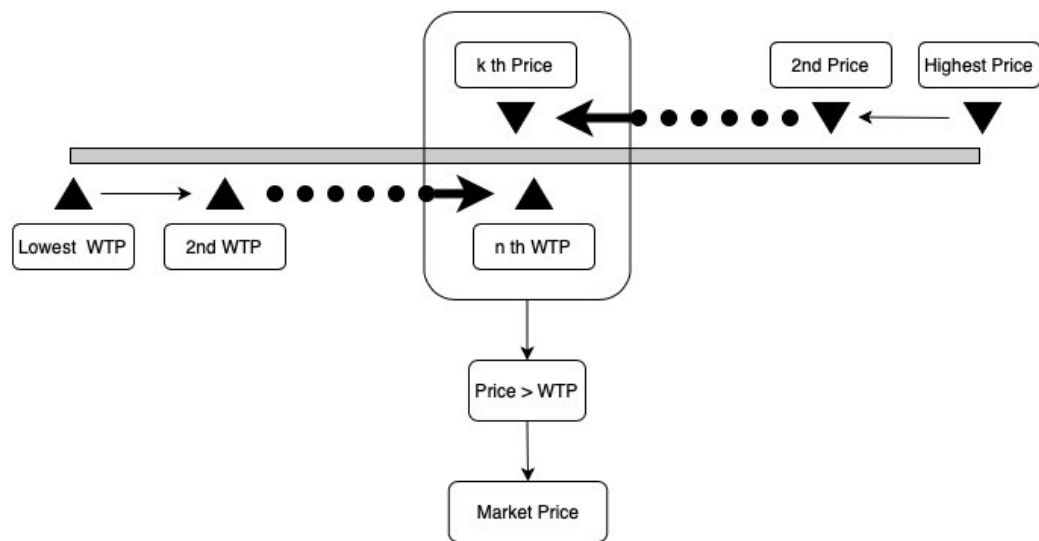 k th Price
2nd Price
Highest Price
Lowest WTP
2nd WTP
n th WTP
Price > WTP
Market Price